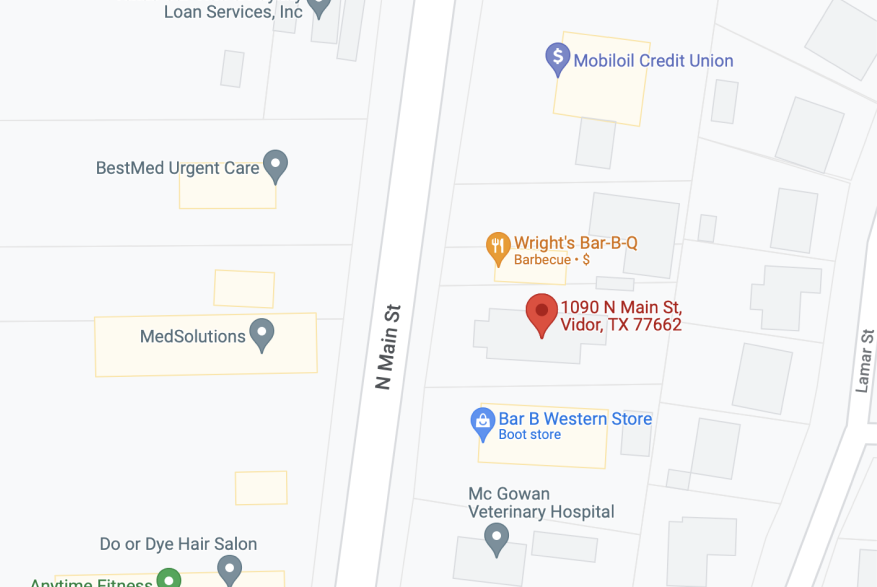 Loan Services, Inc
Mobiloil Credit Union
BestMed Urgent Care
Wright's Bar-B-Q
Barbecue • $
1090 N Main St,
Vidor, TX 77662
MedSolutions
N Main St
Lamar St
Bar B Western Store
Boot store
Mc Gowan
Veterinary Hospital
Do or Dye Hair Salon
Anytime Fitness